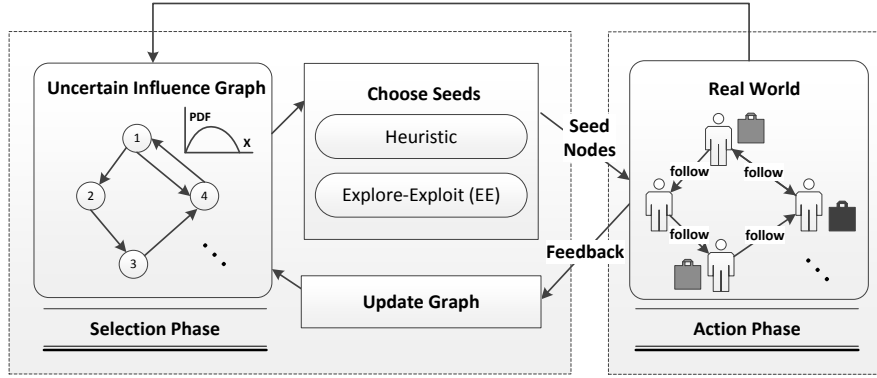 Uncertain Influence Graph
PDF
X
1
2
4
3
Selection Phase
Choose Seeds
Heuristic
Explore-Exploit (EE)
Update Graph
Seed
Nodes
Feedback
Real World
follow
follow
follow
follow
Action Phase